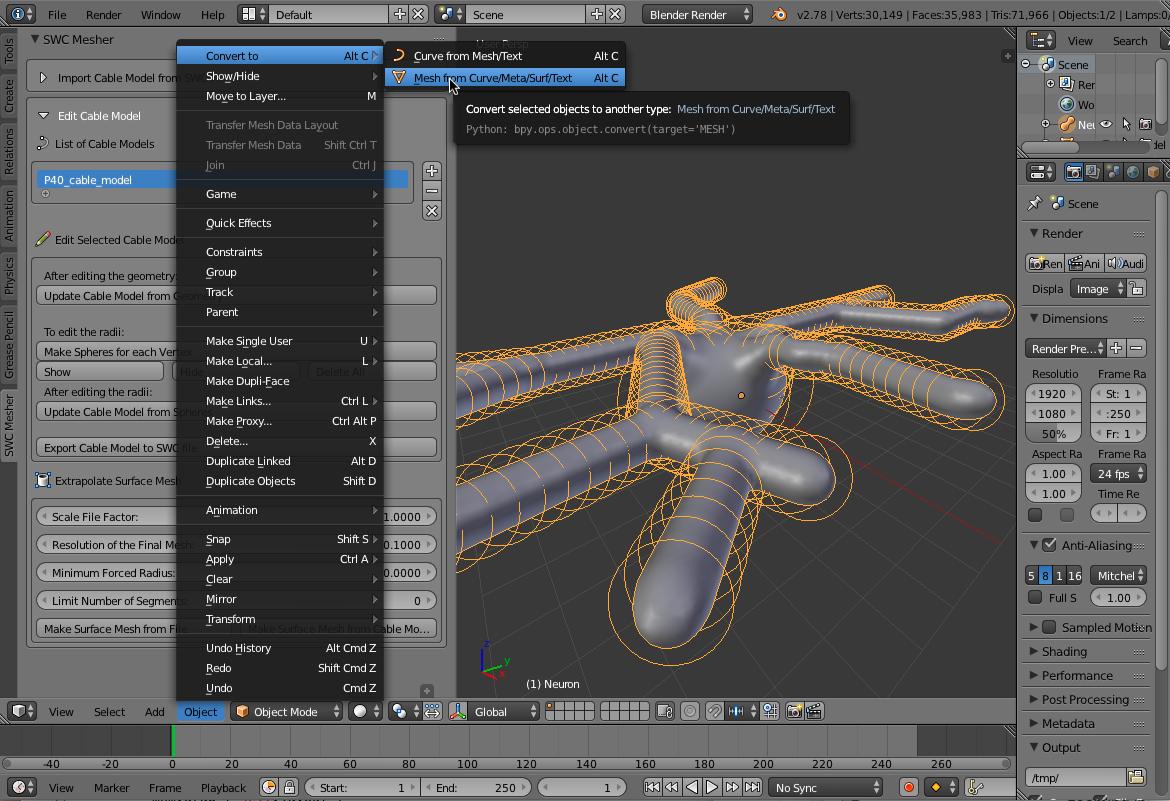 File Render Window Help Default Scene Blender Render v2.78 | Verts:30,149 | Faces:35,983 | Tris:71,966 | Objects:1/2 | Lamps:0/
Tools
Create
Relations
Animation
Physics
Grease Pencil
SWC Mesher
SWC Mesher
Import Cable Model from SW
Edit Cable Model
List of Cable Models
P40_cable_model
Edit Selected Cable Mode
After editing the geometry:
Update Cable Model from Geome
To edit the radii:
Make Spheres for each Vertex
Show Hide Delete All
After editing the radii:
Update Cable Model from Spheres
Export Cable Model to SWC file
Extrapolate Surface Mesh
Scale File Factor: 1.0000
Resolution of the Final Mesh: 0.1000
Minimum Forced Radius: 0.0000
Limit Number of Segments: 0
Make Surface Mesh from File Make Surface Mesh from Cable Mo...
Convert to Alt C
Show/Hide
Move to Layer... M
Transfer Mesh Data Layout
Transfer Mesh Data Shift Ctrl T
Join Ctrl J
Game
Quick Effects
Constraints
Group
Track
Parent
Make Single User U
Make Local... L
Make Dupli-Face
Make Links... Ctrl L
Make Proxy... Ctrl Alt P
Delete... X
Duplicate Linked Alt D
Duplicate Objects Shift D
Animation
Snap Shift S
Apply Ctrl A
Clear
Mirror
Transform
Undo History Alt Cmd Z
Redo Shift Cmd Z
Undo Cmd Z
User Persp
Curve from Mesh/Text Alt C
Mesh from Curve/Meta/Surf/Text Alt C
Convert selected objects to another type: Mesh from Curve/Meta/Surf/Text
Python: bpy.ops.object.convert(target='MESH')
z
y
x
(1) Neuron
View Search
Scene
Ren
Wo
Neu
Scene
Render
Ren Ani Audi
Displa Image
Dimensions
Render Pre...
Resolutio Frame Ra
1920 St: 1
1080 :250
50% Fr: 1
Aspect Ra Frame Ra
1.00 24 fps
1.00 Time Re
Anti-Aliasing
5 8 1 16 Mitchel
Full S 1.00
Sampled Motion
Shading
Performance
Post Processing
Metadata
Output
/tmp/
View Select Add Object Object Mode Global
-40 -20 0 20 40 60 80 100 120 140 160 180 200 220 240 260
View Marker Frame Playback Start: 1 End: 250 1 No Sync